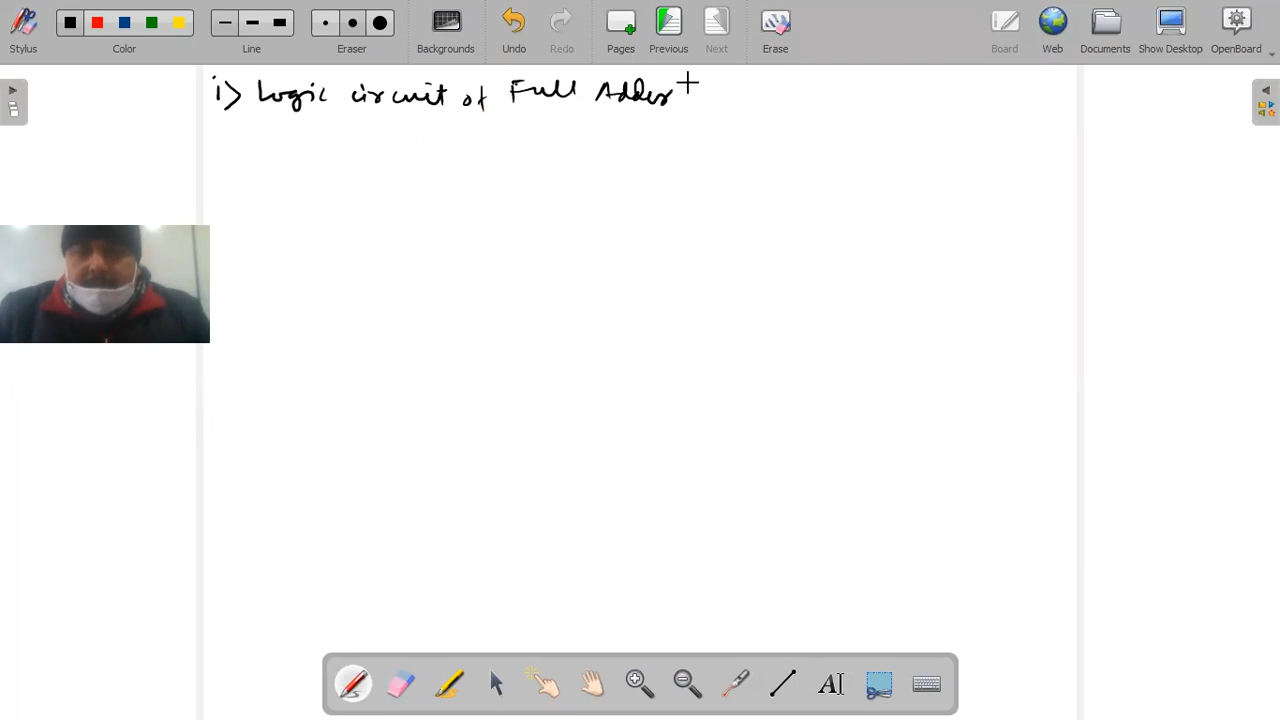 Stylus Color Line Eraser Backgrounds Undo Redo Pages Previous Next Erase Board Web Documents Show Desktop OpenBoard
i) Logic circuit of Full Adder
AI